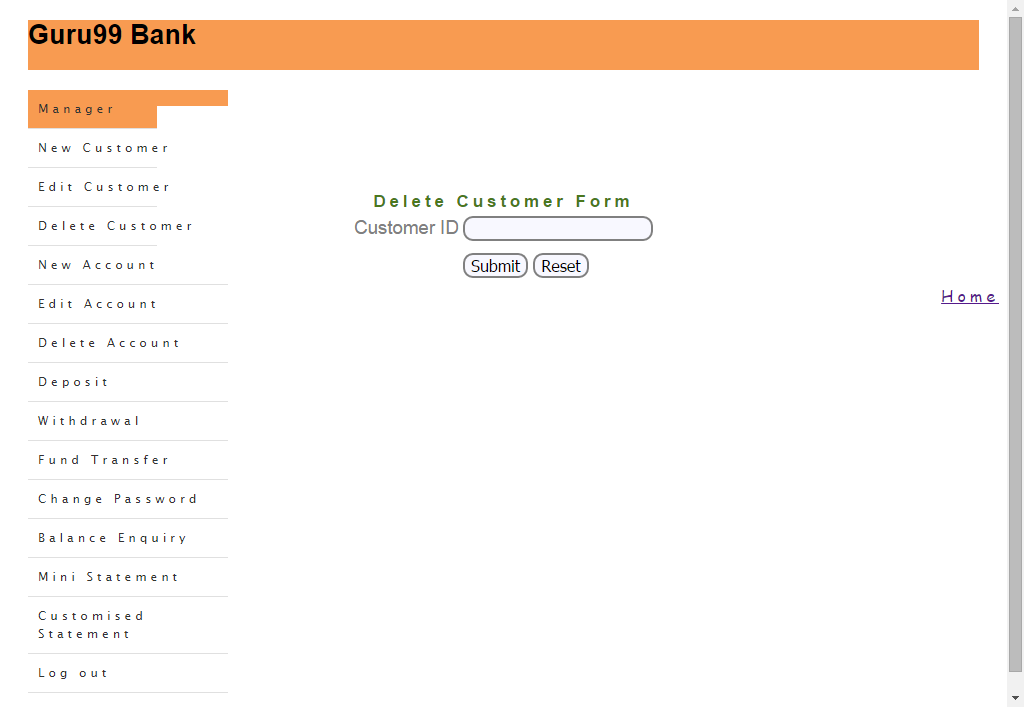 Guru99 Bank
Manager
New Customer
Edit Customer
Delete Customer
New Account
Edit Account
Delete Account
Deposit
Withdrawal
Fund Transfer
Change Password
Balance Enquiry
Mini Statement
Customised
Statement
Log out
Delete Customer Form
Customer ID
Submit Reset
Home